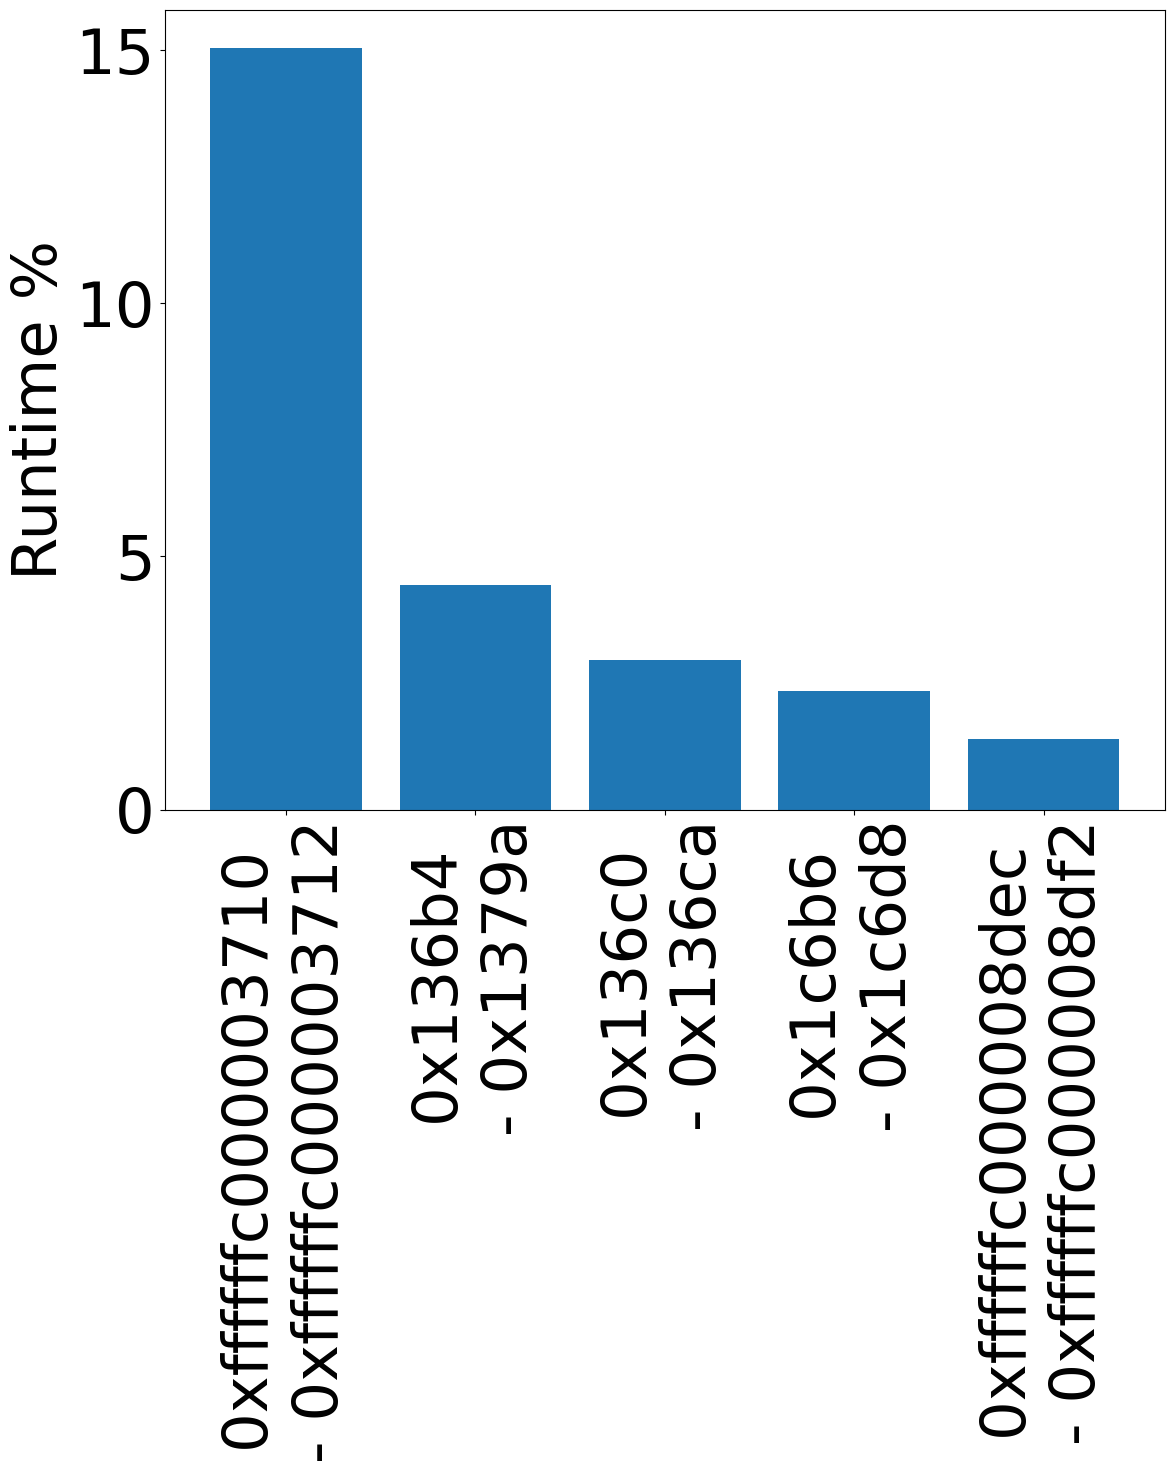 15
10
5
0
Runtime %
0xffffffc000003710
- 0xffffffc000003712
0x136b4
- 0x1379a
0x136c0
- 0x136ca
0x1c6b6
- 0x1c6d8
0xffffffc000008dec
- 0xffffffc000008df2